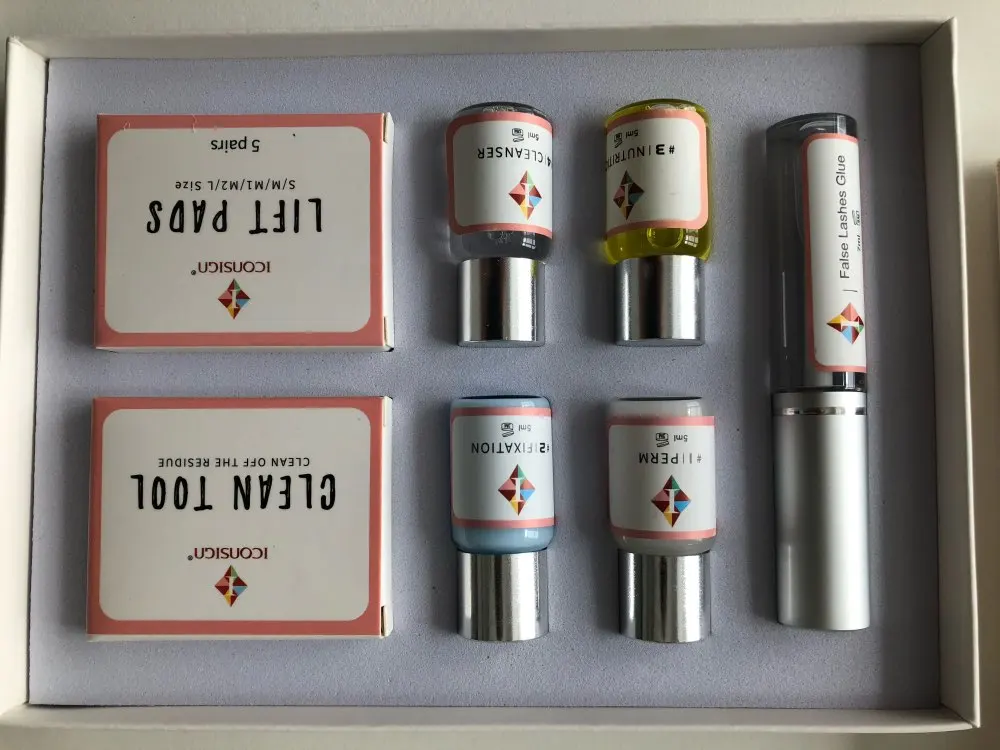 ICONSIGN®
LIFT PADS
S/M/M1/M2/L Size
5 pairs
ICONSIGN®
CLEAN TOOL
CLEAN OFF THE RESIDUE
4 | CLEANSER
5ml
#3 | NUTRITI
5ml
#2 | FIXATION
5ml
#1 | PERM
5ml
| False Lashes Glue